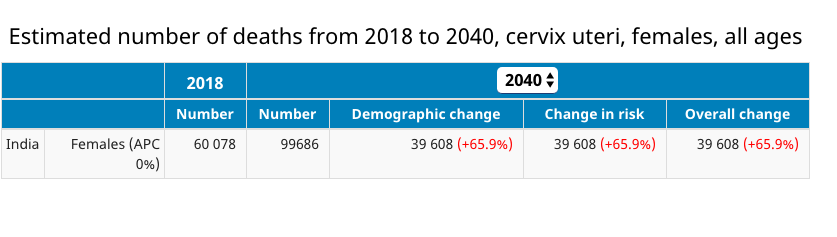 Estimated number of deaths from 2018 to 2040, cervix uteri, females, all ages
2018 2040
Number Number Demographic change Change in risk Overall change
India Females (APC 60 078 99686 39 608 (+65.9%) 39 608 (+65.9%) 39 608 (+65.9%)
0%)